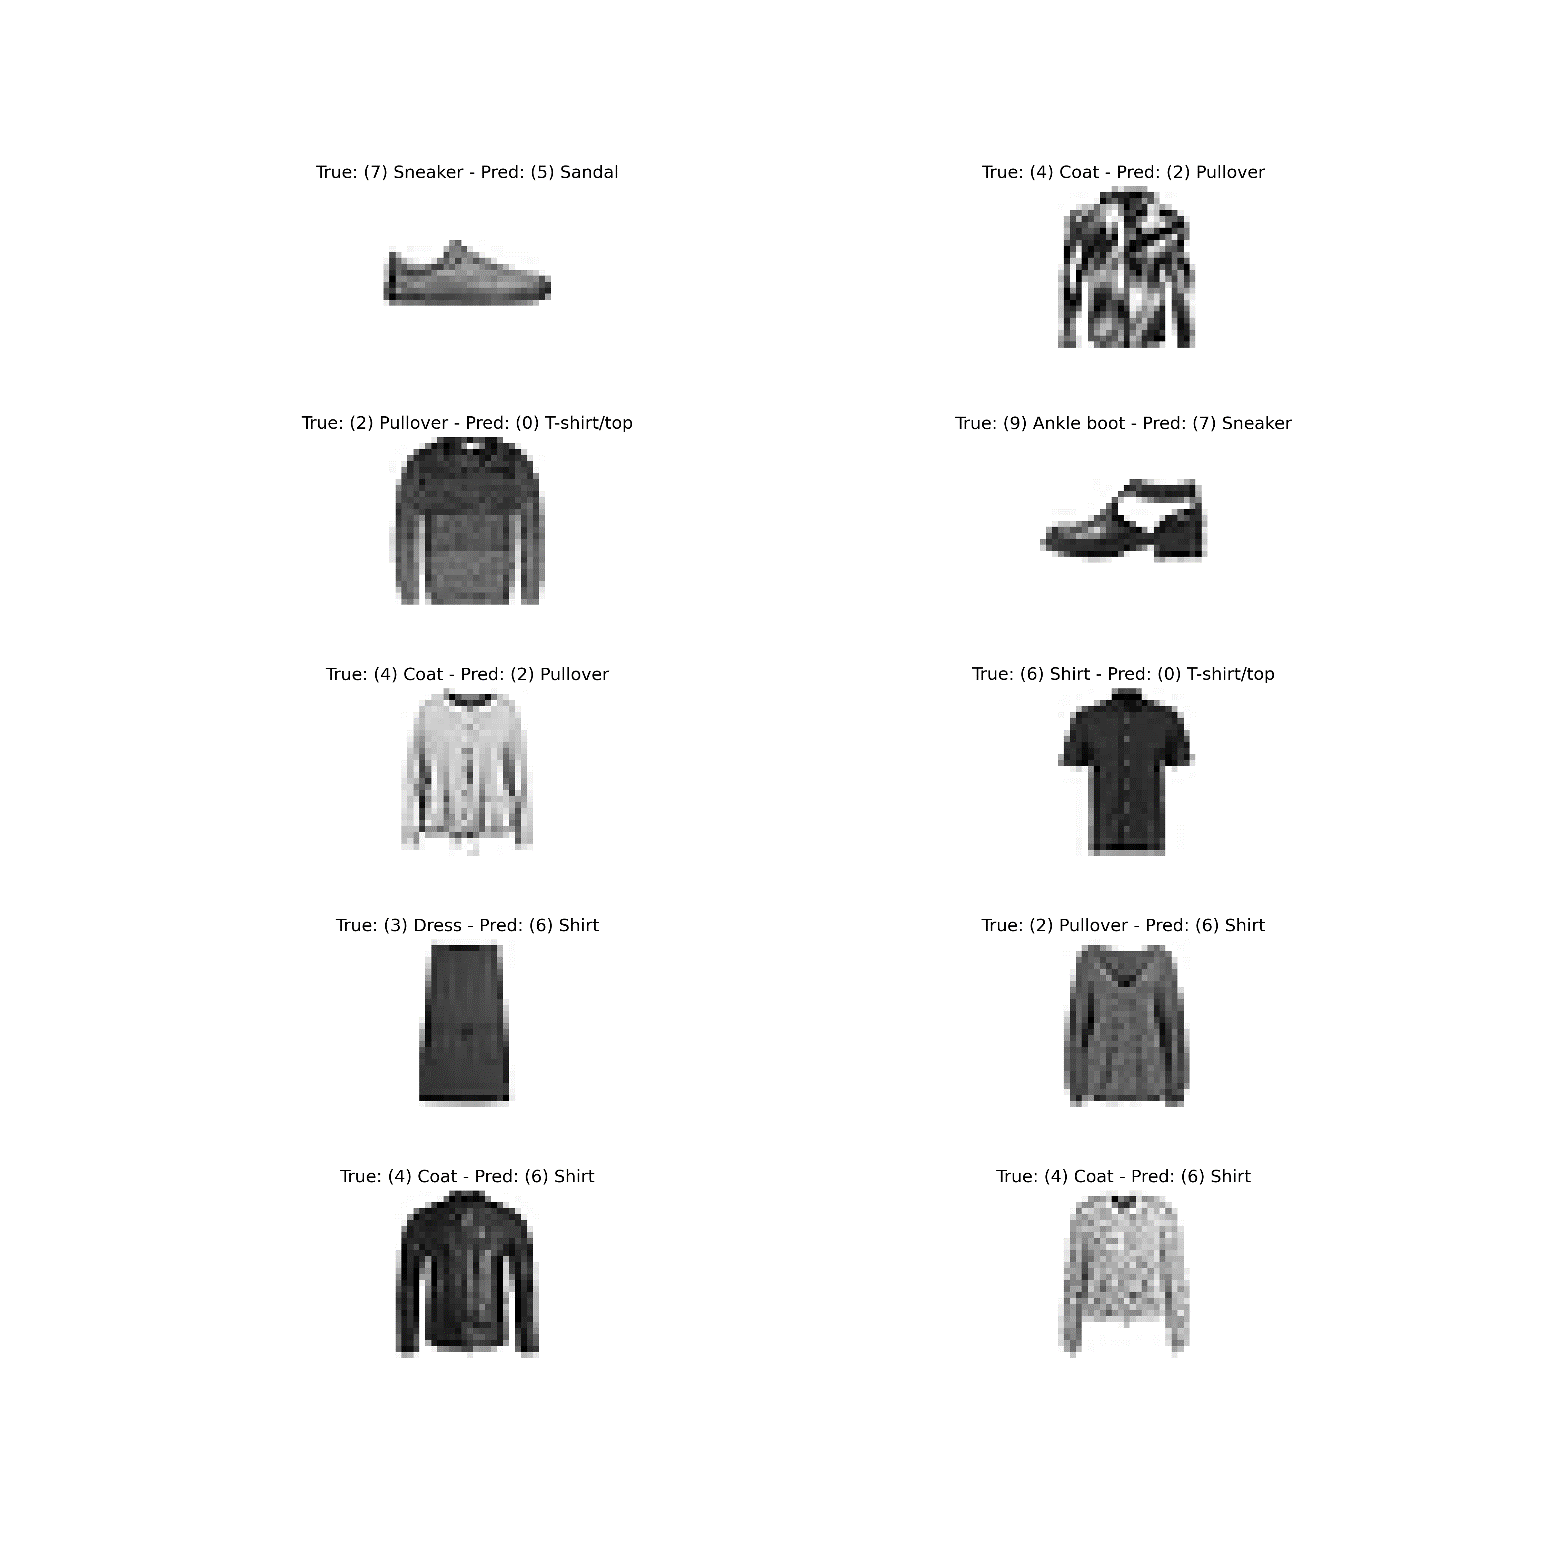 True: (7) Sneaker - Pred: (5) Sandal
True: (4) Coat - Pred: (2) Pullover
True: (2) Pullover - Pred: (0) T-shirt/top
True: (9) Ankle boot - Pred: (7) Sneaker
True: (4) Coat - Pred: (2) Pullover
True: (6) Shirt - Pred: (0) T-shirt/top
True: (3) Dress - Pred: (6) Shirt
True: (2) Pullover - Pred: (6) Shirt
True: (4) Coat - Pred: (6) Shirt
True: (4) Coat - Pred: (6) Shirt